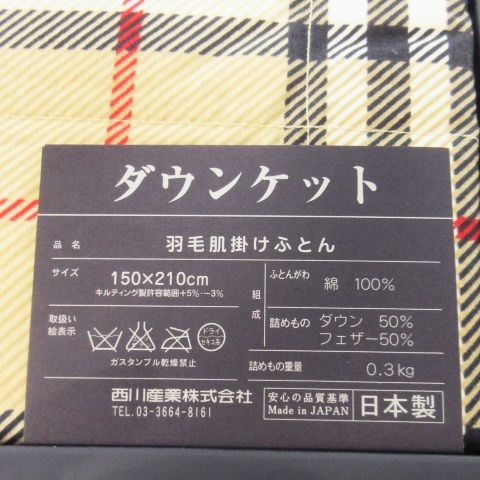 ダウンケット
品名 羽毛肌掛けふとん
サイズ 150×210cm
キルティング製許容範囲+5%・-3%
取扱い
絵表示
ドライ
セキユ系
ガスタンブル乾燥禁止
組成
ふとんがわ 綿 100%
詰めもの ダウン 50%
フェザー50%
詰めもの重量 0.3kg
西川産業株式会社
TEL.03-3664-8161
安心の品質基準
Made in JAPAN
日本製